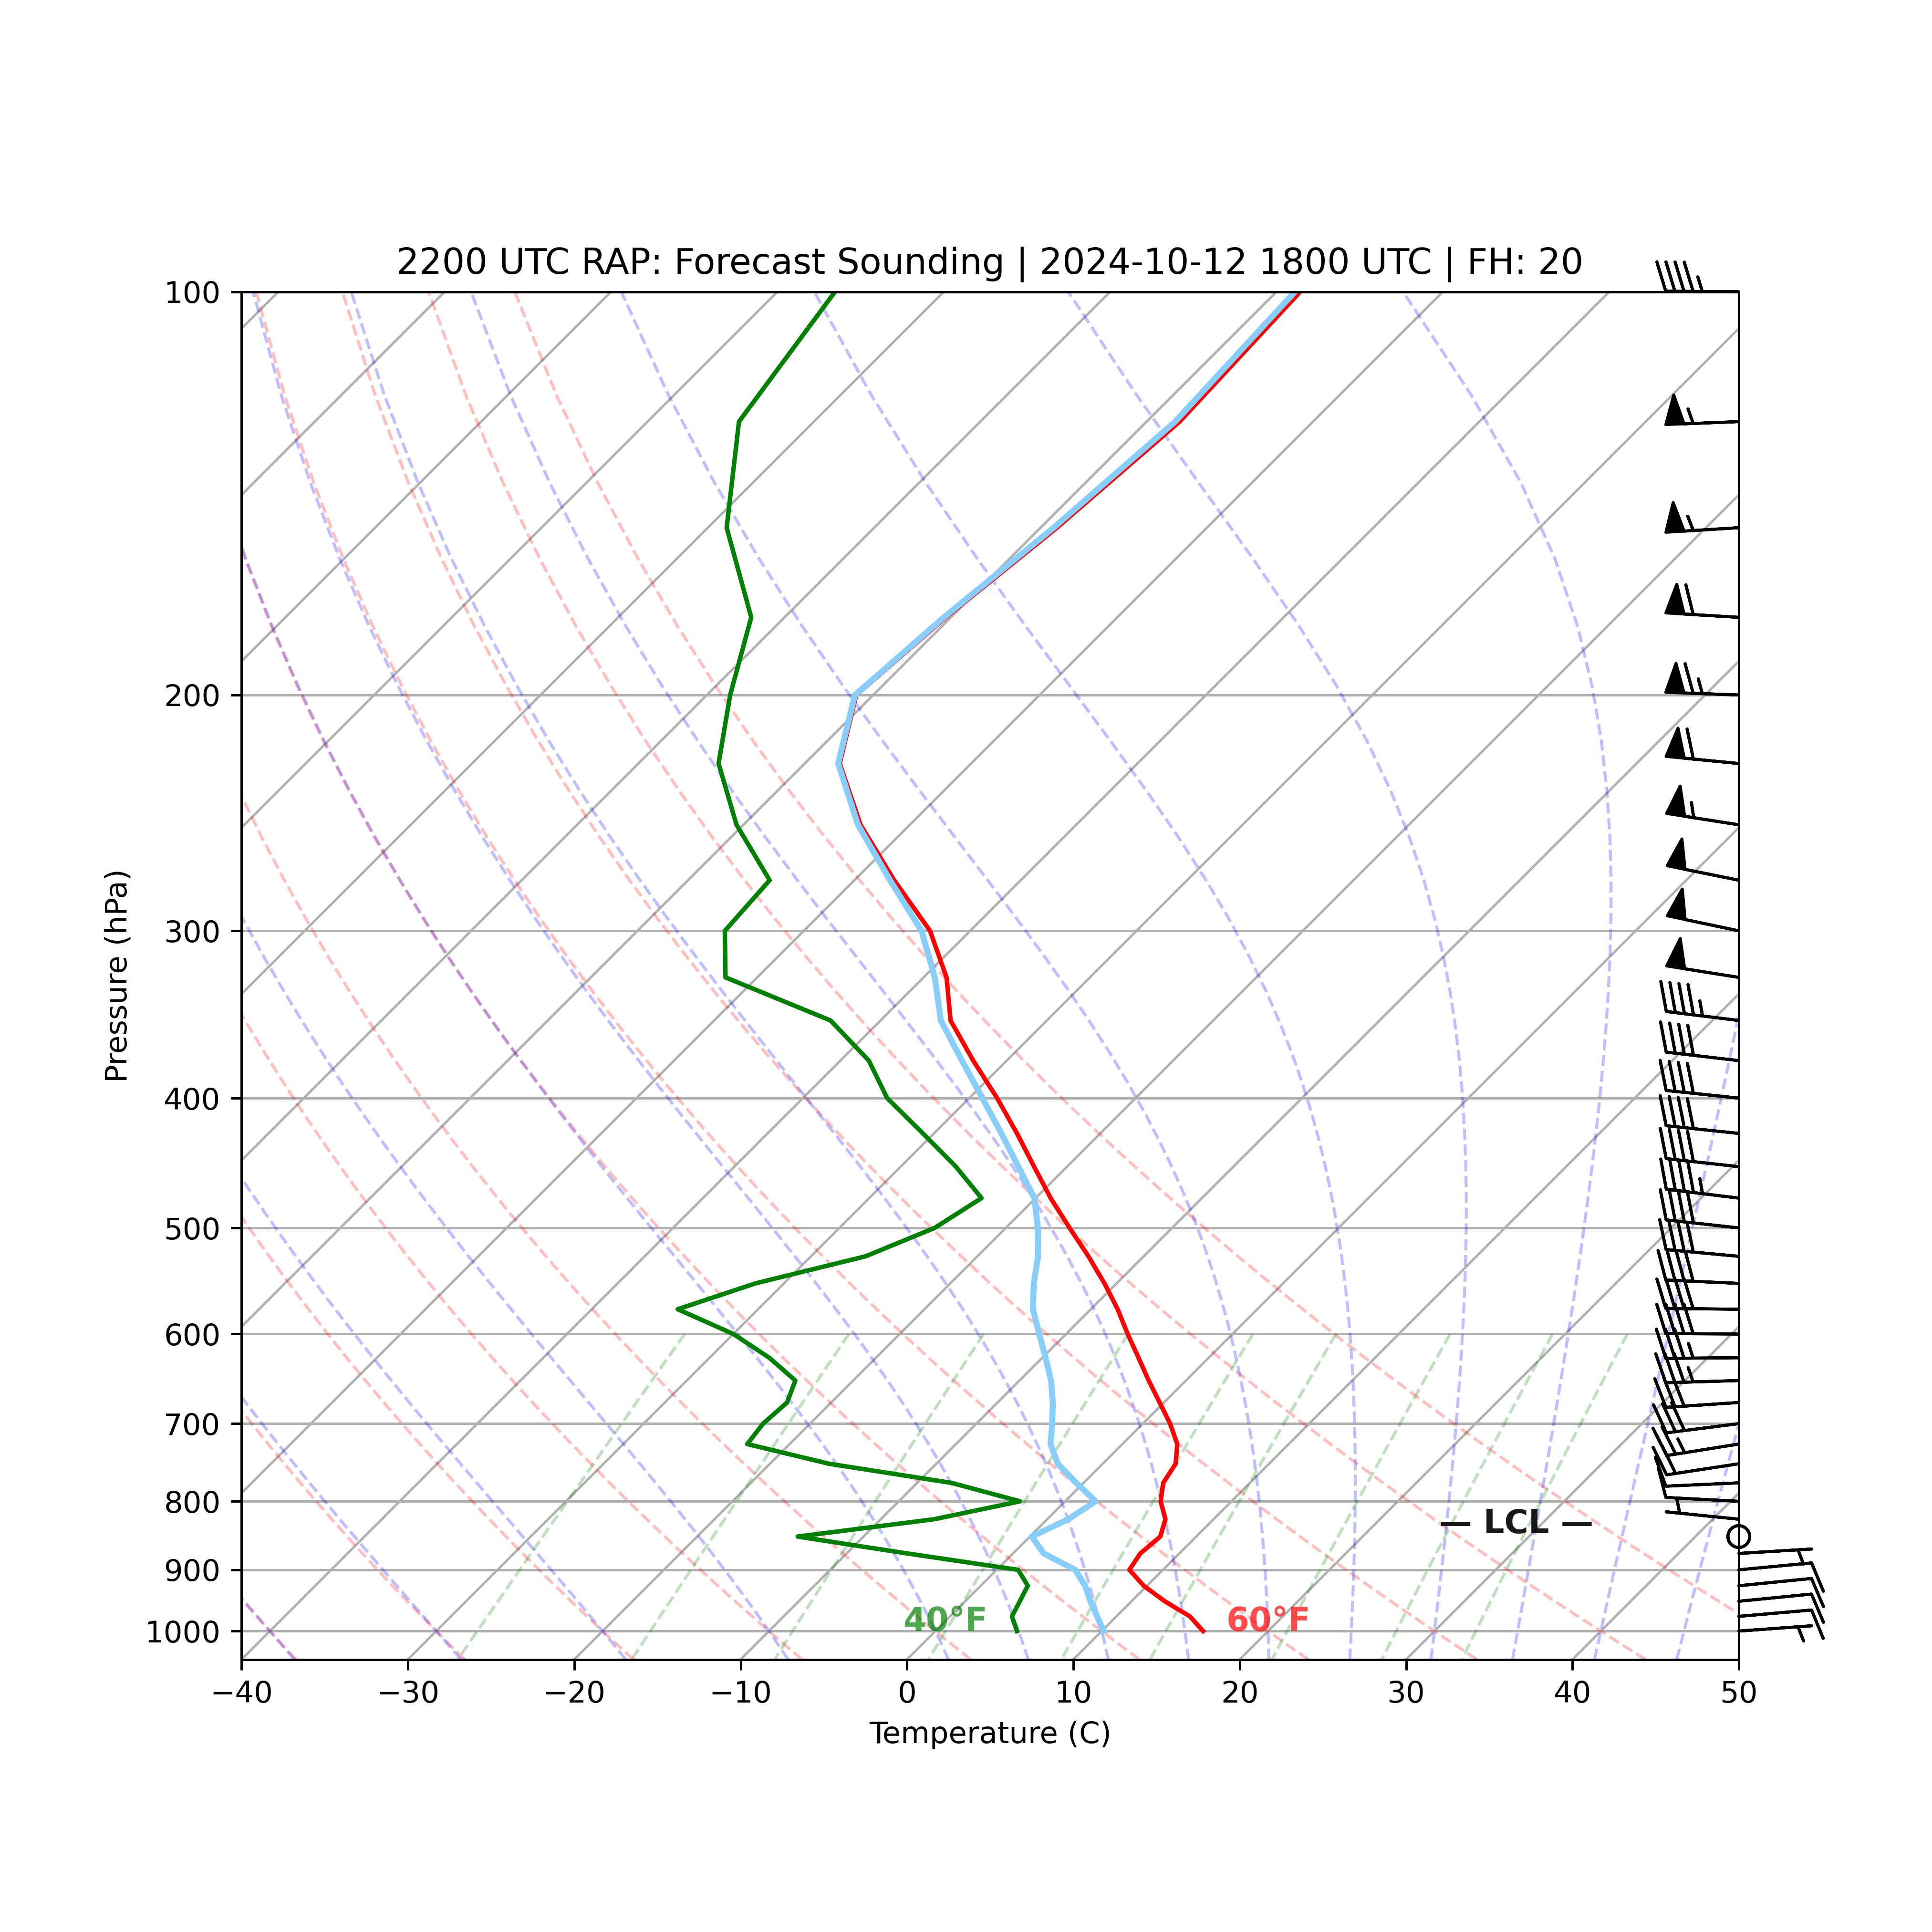 2200 UTC RAP: Forecast Sounding | 2024-10-12 1800 UTC | FH: 20
100
200
300
400
500
600
700
800
900
1000
Pressure (hPa)
— LCL —
40°F
60°F
−40 −30 −20 −10 0 10 20 30 40 50
Temperature (C)